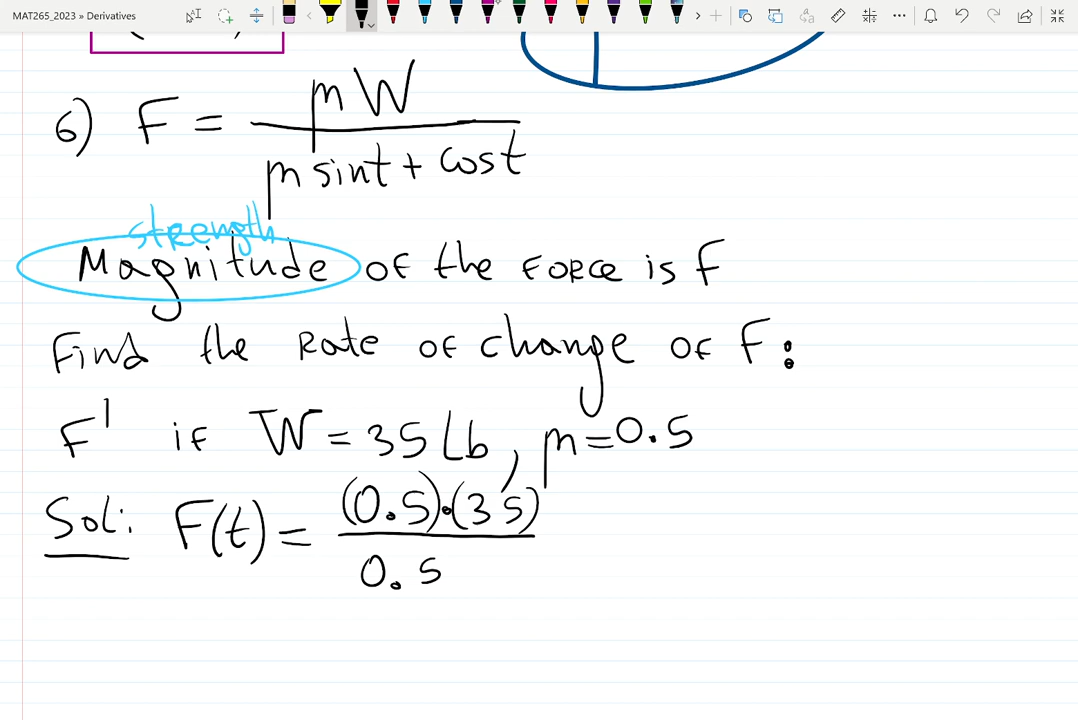 MAT265_2023 » Derivatives
6) F = μW / μ sint + cost
strength
Magnitude of the Force is F
Find the Rate of change of F:
F' if W = 35 Lb, μ = 0.5
Sol: F(t) = (0.5)·(35) / 0.5